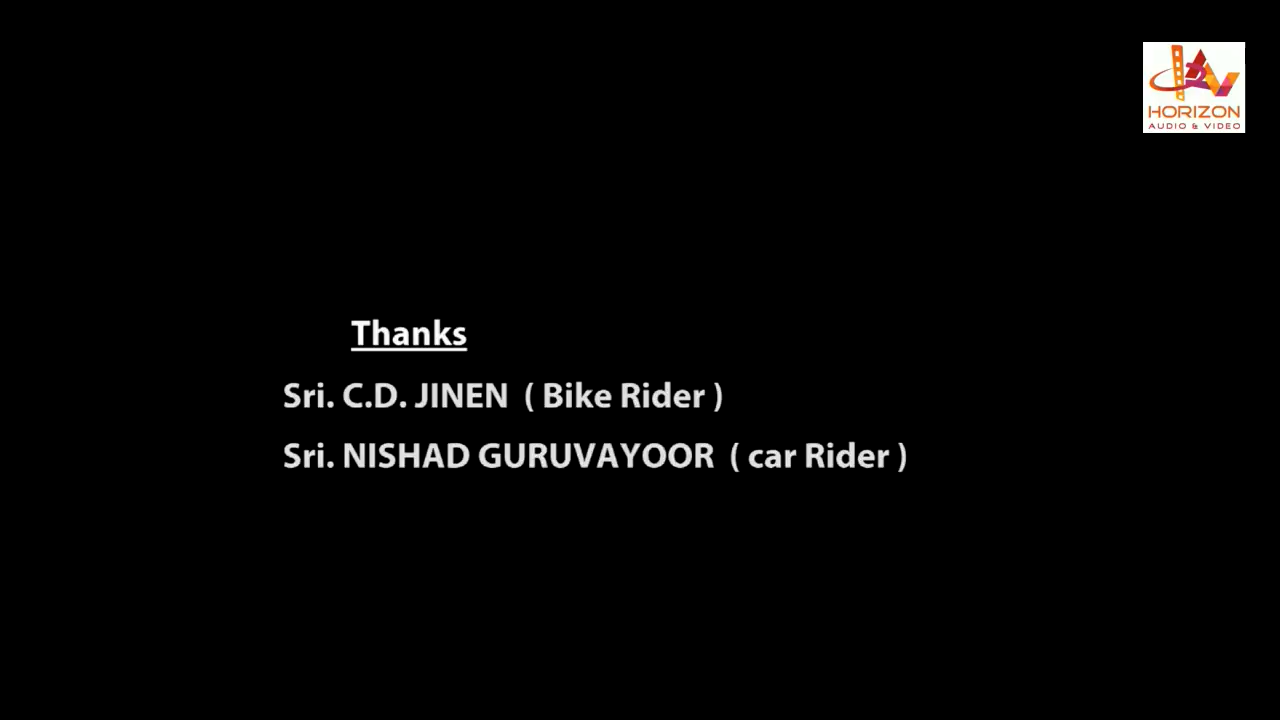 HORIZON
AUDIO & VIDEO
Thanks
Sri. C.D. JINEN ( Bike Rider )
Sri. NISHAD GURUVAYOOR ( car Rider )